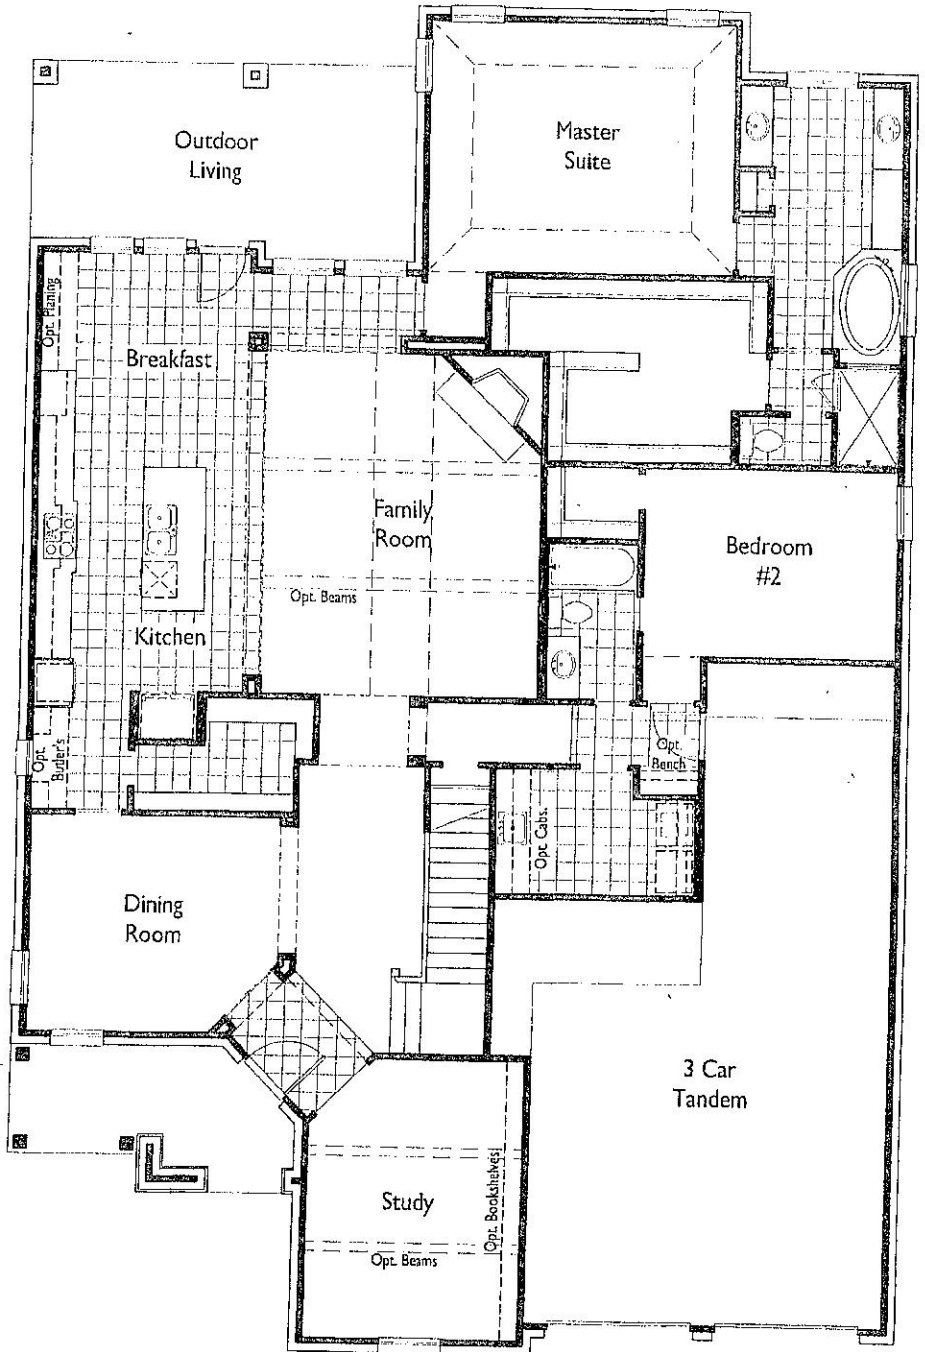 Outdoor
Living
Master
Suite
Opt. Planing
Breakfast
Family
Room
Opt. Beams
Bedroom
#2
Kitchen
Opt.
Butler's
Opt.
Bench
Opt. Cabs.
Dining
Room
3 Car
Tandem
Study
Opt. Bookshelves
Opt. Beams